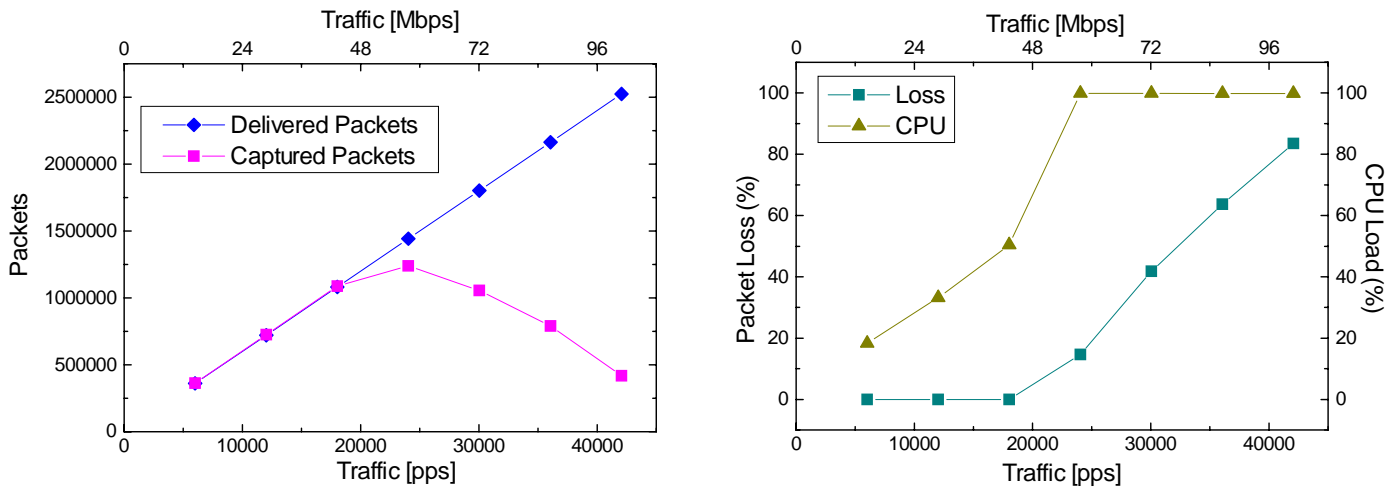 Traffic [Mbps]
0 24 48 72 96
2500000
2000000
1500000
1000000
500000
0
Packets
Delivered Packets
Captured Packets
0 10000 20000 30000 40000
Traffic [pps]
Traffic [Mbps]
0 24 48 72 96
100
80
60
40
20
0
Packet Loss (%)
Loss
CPU
100
80
60
40
20
0
CPU Load (%)
0 10000 20000 30000 40000
Traffic [pps]